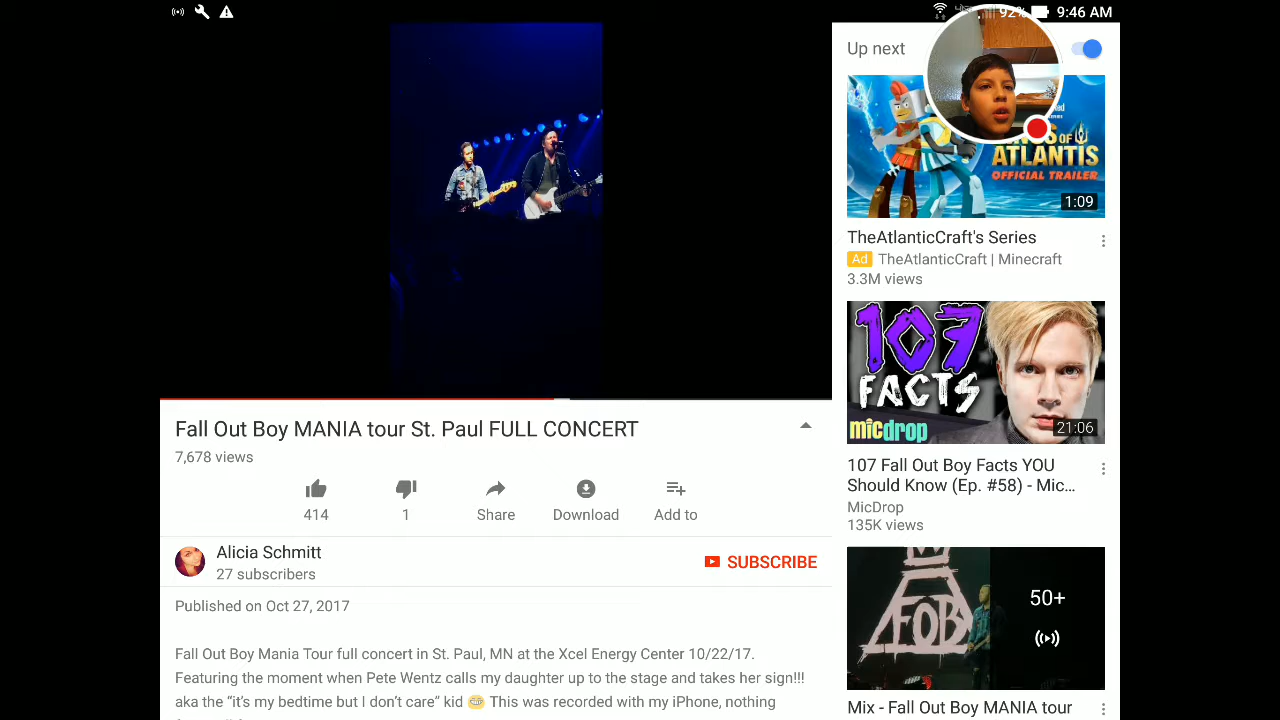 92% 9:46 AM
Up next
OF
ATLANTIS
OFFICIAL TRAILER
1:09
TheAtlanticCraft's Series
Ad TheAtlanticCraft | Minecraft
3.3M views
107
FACTS
micdrop
21:06
107 Fall Out Boy Facts YOU
Should Know (Ep. #58) - Mic...
MicDrop
135K views
FOB
50+
Mix - Fall Out Boy MANIA tour
Fall Out Boy MANIA tour St. Paul FULL CONCERT
7,678 views
414 1 Share Download Add to
Alicia Schmitt
27 subscribers
SUBSCRIBE
Published on Oct 27, 2017
Fall Out Boy Mania Tour full concert in St. Paul, MN at the Xcel Energy Center 10/22/17.
Featuring the moment when Pete Wentz calls my daughter up to the stage and takes her sign!!!
aka the “it's my bedtime but I don't care” kid 😁 This was recorded with my iPhone, nothing